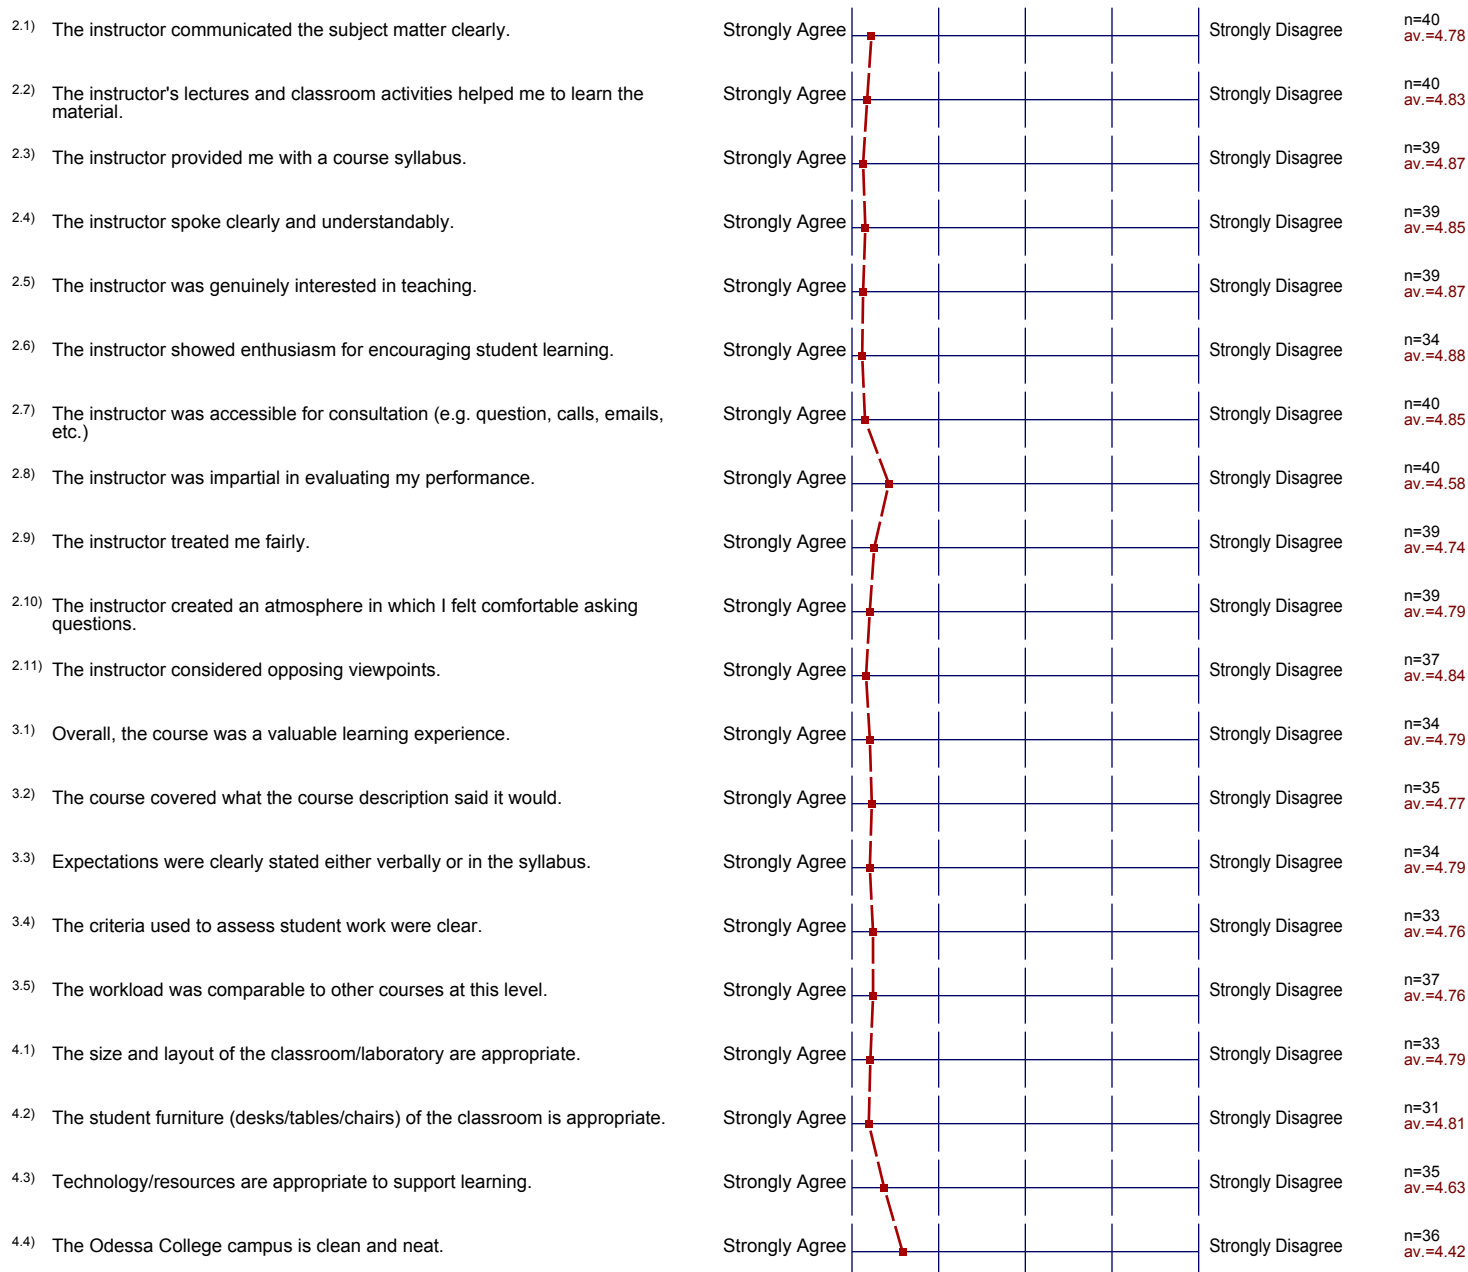 2.1) The instructor communicated the subject matter clearly. Strongly Agree Strongly Disagree n=40
av.=4.78
2.2) The instructor's lectures and classroom activities helped me to learn the
material. Strongly Agree Strongly Disagree n=40
av.=4.83
2.3) The instructor provided me with a course syllabus. Strongly Agree Strongly Disagree n=39
av.=4.87
2.4) The instructor spoke clearly and understandably. Strongly Agree Strongly Disagree n=39
av.=4.85
2.5) The instructor was genuinely interested in teaching. Strongly Agree Strongly Disagree n=39
av.=4.87
2.6) The instructor showed enthusiasm for encouraging student learning. Strongly Agree Strongly Disagree n=34
av.=4.88
2.7) The instructor was accessible for consultation (e.g. question, calls, emails,
etc.) Strongly Agree Strongly Disagree n=40
av.=4.85
2.8) The instructor was impartial in evaluating my performance. Strongly Agree Strongly Disagree n=40
av.=4.58
2.9) The instructor treated me fairly. Strongly Agree Strongly Disagree n=39
av.=4.74
2.10) The instructor created an atmosphere in which I felt comfortable asking
questions. Strongly Agree Strongly Disagree n=39
av.=4.79
2.11) The instructor considered opposing viewpoints. Strongly Agree Strongly Disagree n=37
av.=4.84
3.1) Overall, the course was a valuable learning experience. Strongly Agree Strongly Disagree n=34
av.=4.79
3.2) The course covered what the course description said it would. Strongly Agree Strongly Disagree n=35
av.=4.77
3.3) Expectations were clearly stated either verbally or in the syllabus. Strongly Agree Strongly Disagree n=34
av.=4.79
3.4) The criteria used to assess student work were clear. Strongly Agree Strongly Disagree n=33
av.=4.76
3.5) The workload was comparable to other courses at this level. Strongly Agree Strongly Disagree n=37
av.=4.76
4.1) The size and layout of the classroom/laboratory are appropriate. Strongly Agree Strongly Disagree n=33
av.=4.79
4.2) The student furniture (desks/tables/chairs) of the classroom is appropriate. Strongly Agree Strongly Disagree n=31
av.=4.81
4.3) Technology/resources are appropriate to support learning. Strongly Agree Strongly Disagree n=35
av.=4.63
4.4) The Odessa College campus is clean and neat. Strongly Agree Strongly Disagree n=36
av.=4.42